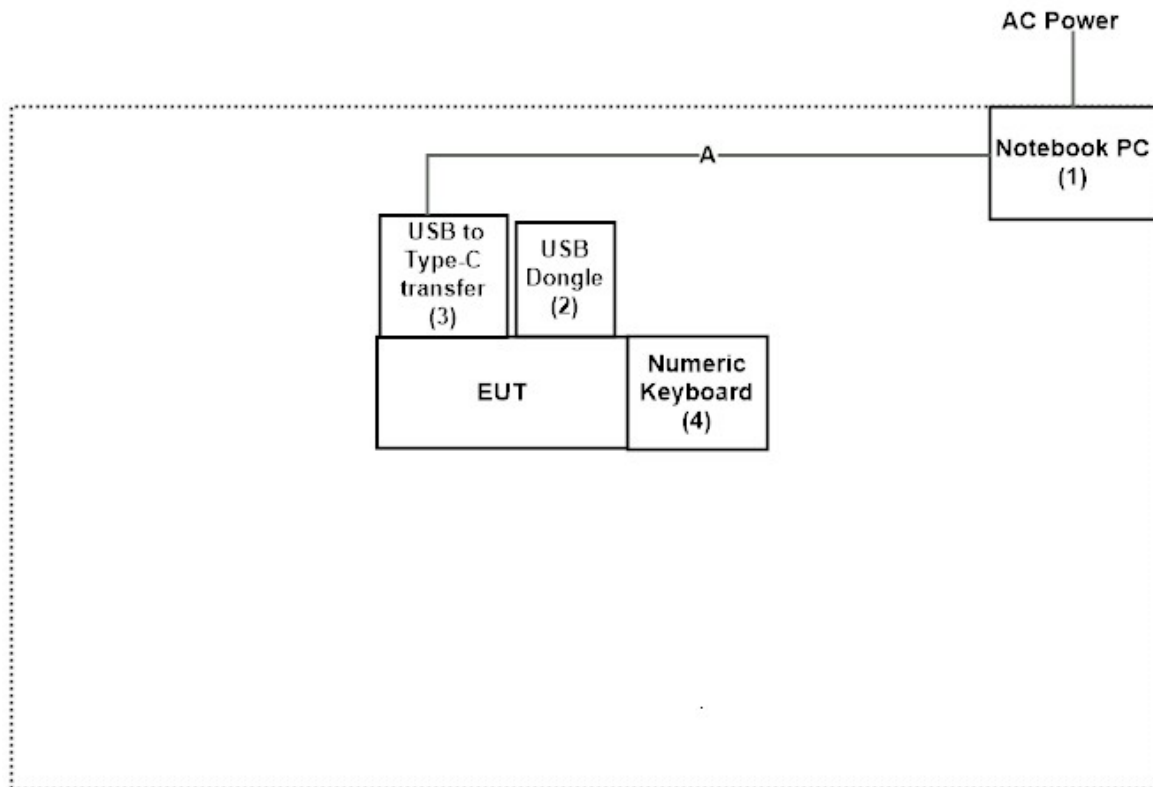 AC Power
A
Notebook PC
(1)
USB to
Type-C
transfer
(3)
USB
Dongle
(2)
EUT
Numeric
Keyboard
(4)